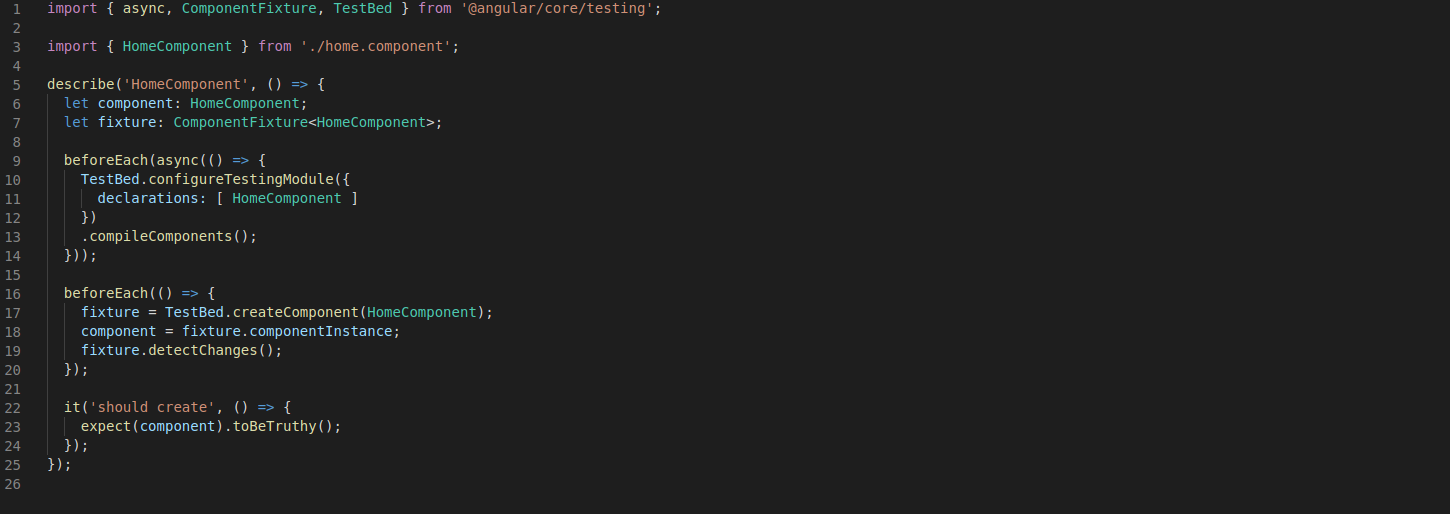 1 import { async, ComponentFixture, TestBed } from '@angular/core/testing';
2
3 import { HomeComponent } from './home.component';
4
5 describe('HomeComponent', () => {
6   let component: HomeComponent;
7   let fixture: ComponentFixture<HomeComponent>;
8
9   beforeEach(async(() => {
10     TestBed.configureTestingModule({
11       declarations: [ HomeComponent ]
12     })
13     .compileComponents();
14   }));
15
16   beforeEach(() => {
17     fixture = TestBed.createComponent(HomeComponent);
18     component = fixture.componentInstance;
19     fixture.detectChanges();
20   });
21
22   it('should create', () => {
23     expect(component).toBeTruthy();
24   });
25 });
26